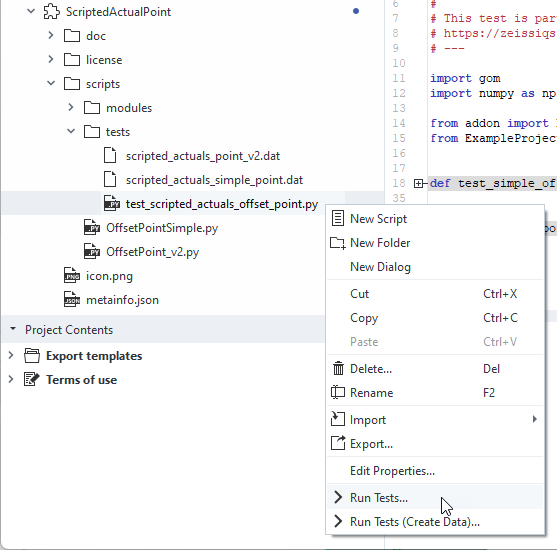 ScriptedActualPoint
doc
license
scripts
modules
tests
scripted_actuals_point_v2.dat
scripted_actuals_simple_point.dat
test_scripted_actuals_offset_point.py
OffsetPointSimple.py
OffsetPoint_v2.py
icon.png
metainfo.json
Project Contents
Export templates
Terms of use
6 #
7 # This test is par
8 # https://zeissiqs
9 # ---
10
11 import gom
12 import numpy as np
13
14 from addon import
15 from ExampleProjec
16
17
18 def test_simple_of
35
New Script
New Folder
New Dialog
Cut Ctrl+X
Copy Ctrl+C
Paste Ctrl+V
Delete... Del
Rename F2
Import
Export...
Edit Properties...
Run Tests...
Run Tests (Create Data)...